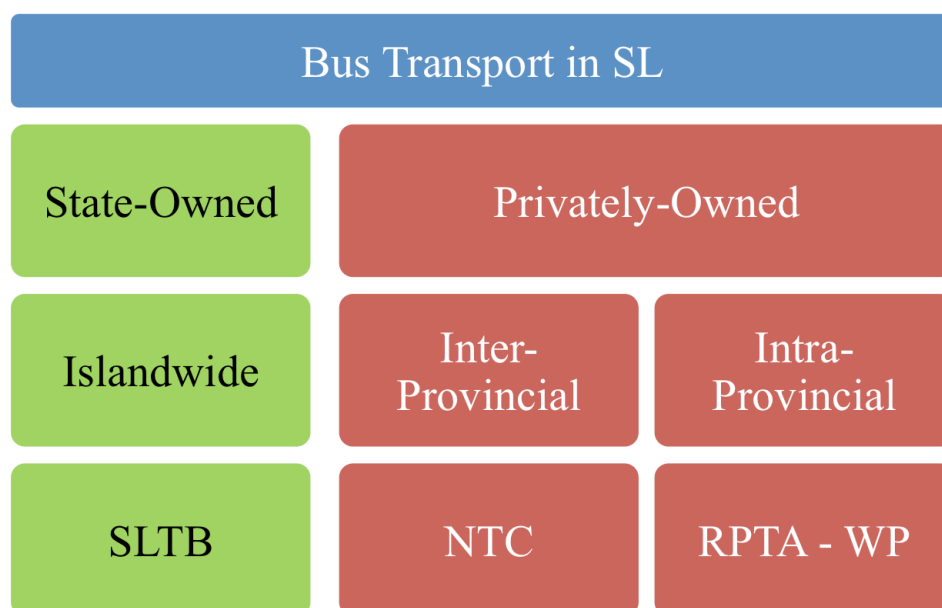 Bus Transport in SL
State-Owned
Privately-Owned
Islandwide
Inter-
Provincial
Intra-
Provincial
SLTB
NTC
RPTA - WP